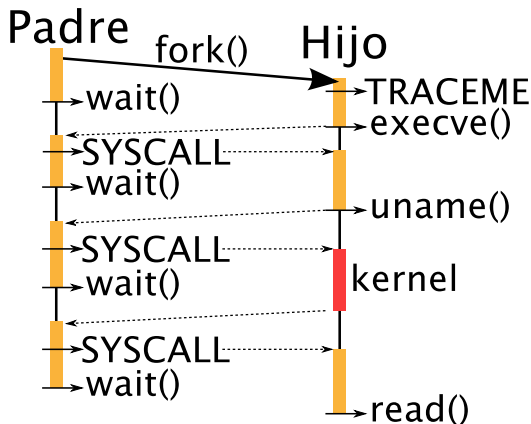 Padre
Hijo
fork()
TRACEME
wait()
execve()
SYSCALL
wait()
uname()
SYSCALL
kernel
wait()
SYSCALL
wait()
read()